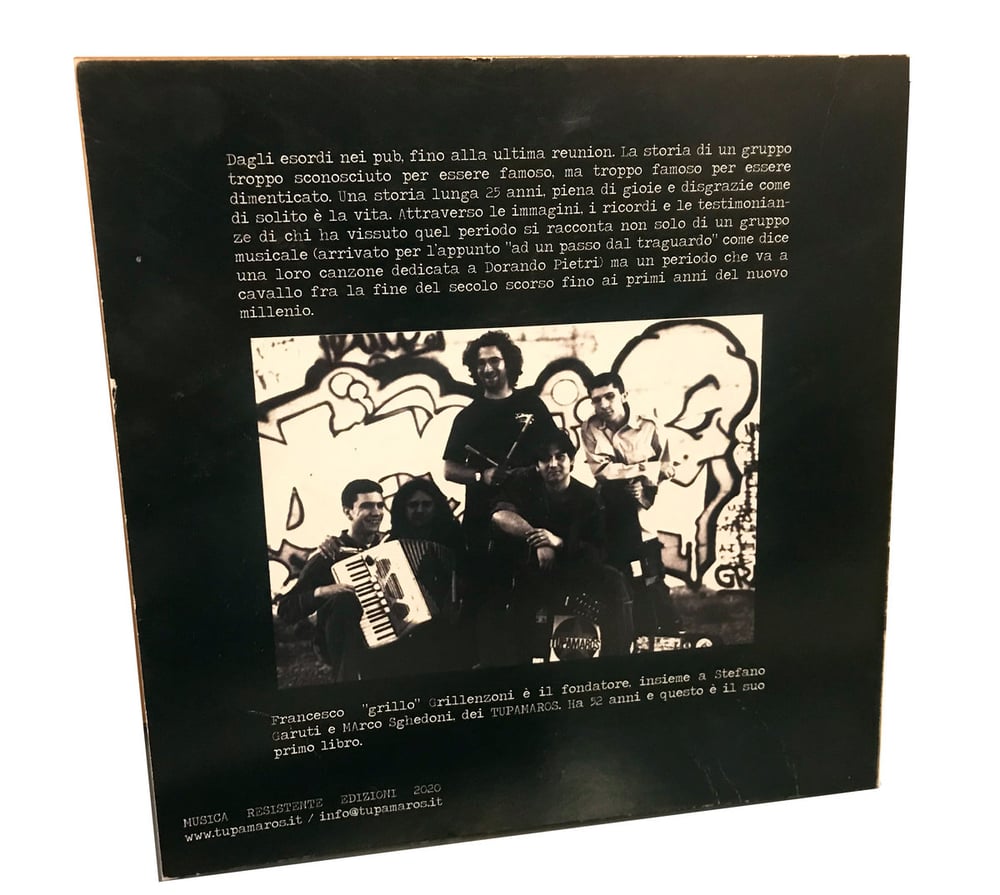 Dagli esordi nei pub, fino alla ultima reunion. La storia di un gruppo
troppo sconosciuto per essere famoso, ma troppo famoso per essere
dimenticato. Una storia lunga 25 anni, piena di gioie e disgrazie come
di solito è la vita. Attraverso le immagini, i ricordi e le testimonian-
ze di chi ha vissuto quel periodo si racconta non solo di un gruppo
musicale (arrivato per l'appunto "ad un passo dal traguardo" come dice
una loro canzone dedicata a Dorando Pietri) ma un periodo che va a
cavallo fra la fine del secolo scorso fino ai primi anni del nuovo
millenio.
GR
TUPAMAROS
Francesco "grillo" Grillenzoni è il fondatore, insieme a Stefano
Garuti e MArco Sghedoni, dei TUPAMAROS. Ha 52 anni e questo è il suo
primo libro.
MUSICA RESISTENTE EDIZIONI 2020
www.tupamaros.it / info@tupamaros.it